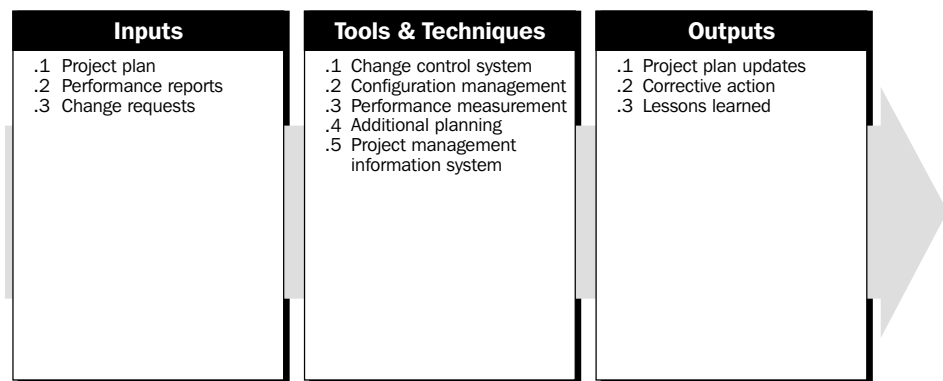 Inputs
.1 Project plan
.2 Performance reports
.3 Change requests
Tools & Techniques
.1 Change control system
.2 Configuration management
.3 Performance measurement
.4 Additional planning
.5 Project management
information system
Outputs
.1 Project plan updates
.2 Corrective action
.3 Lessons learned